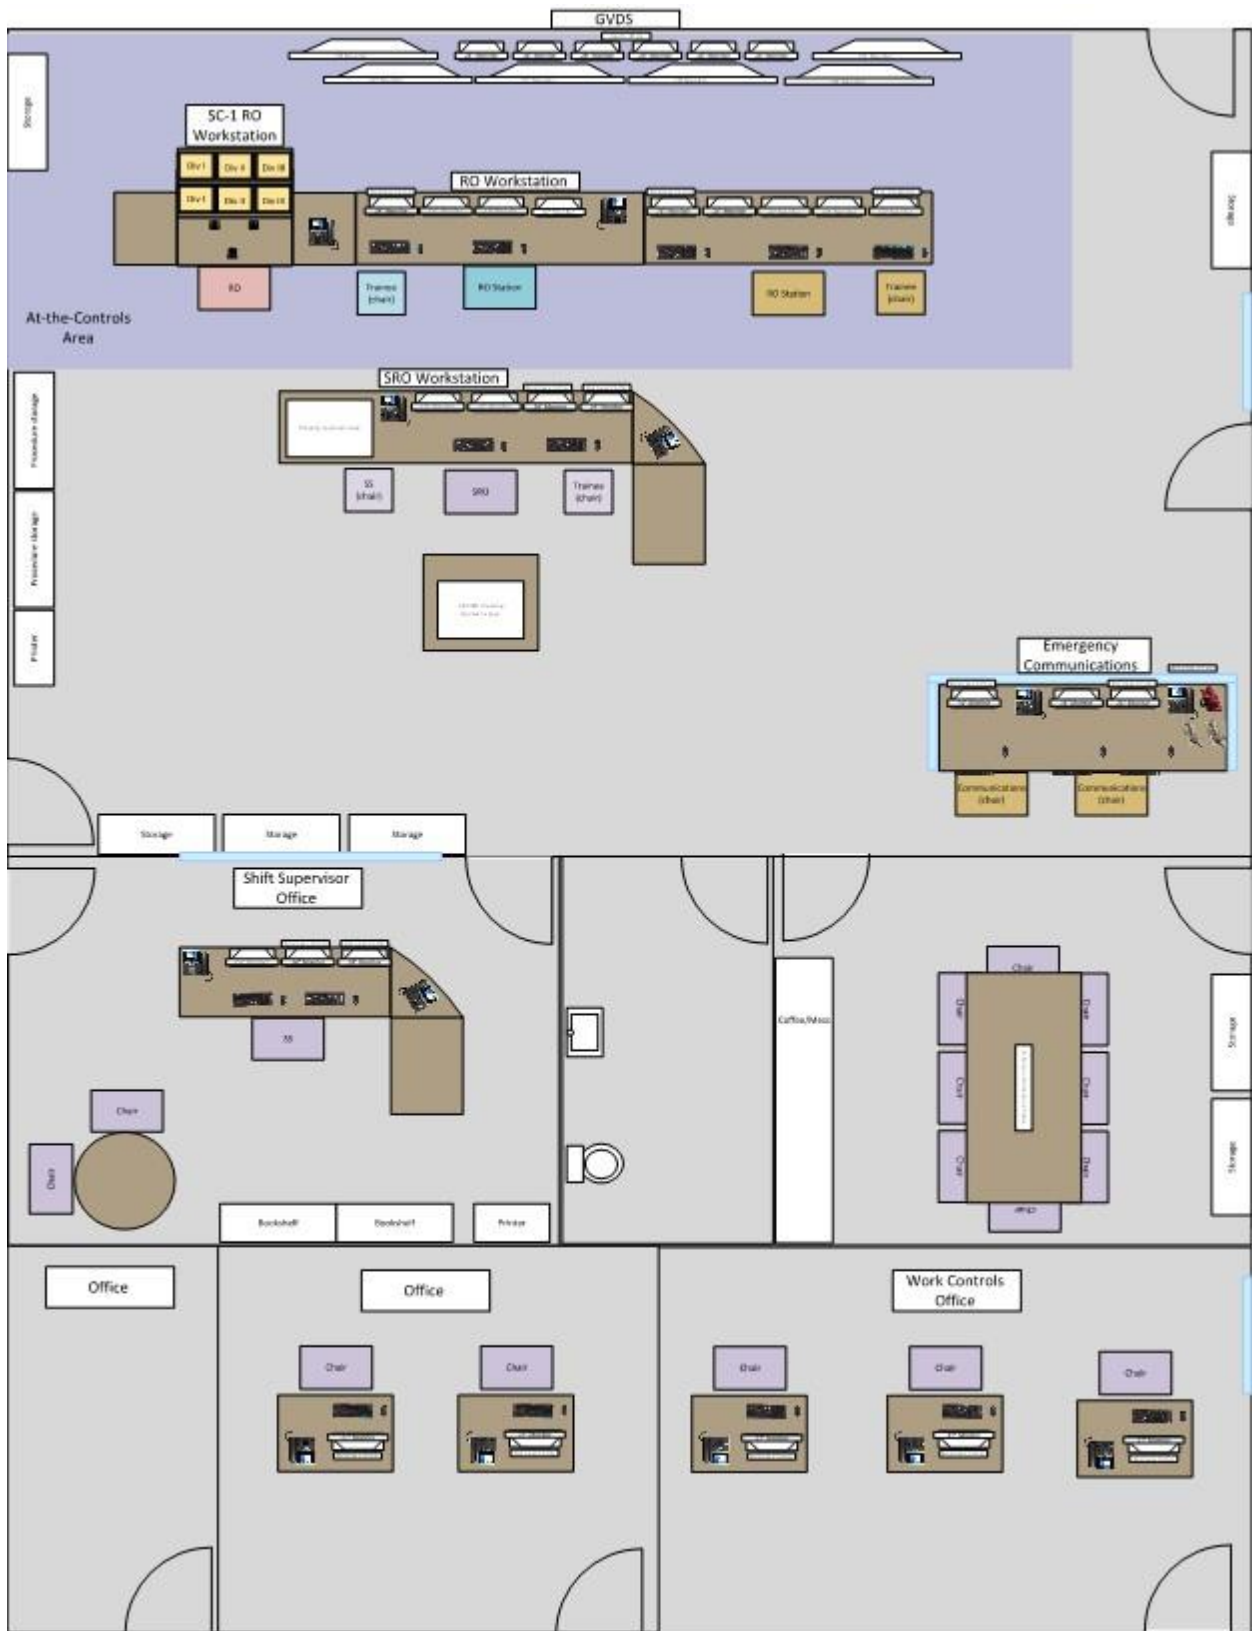 GVDS
Storage
SC-1 RO
Workstation
Div I
Div II
Div III
Div I
Div II
Div III
RO Workstation
Storage
RO
Trainee
(chair)
RO Station
RO Station
Trainee
(chair)
At-the-Controls
Area
SRO Workstation
Procedure storage
SS
(chair)
SRO
Trainee
(chair)
Procedure storage
Printer
Emergency
Communications
Communications
(chair)
Communications
(chair)
Storage
Storage
Storage
Shift Supervisor
Office
Chair
Chair
Chair
Storage
Coffee/Mess
SS
Chair
Chair
Chair
Chair
Storage
Chair
Chair
Chair
Bookshelf
Bookshelf
Printer
Office
Office
Work Controls
Office
Chair
Chair
Chair
Chair
Chair